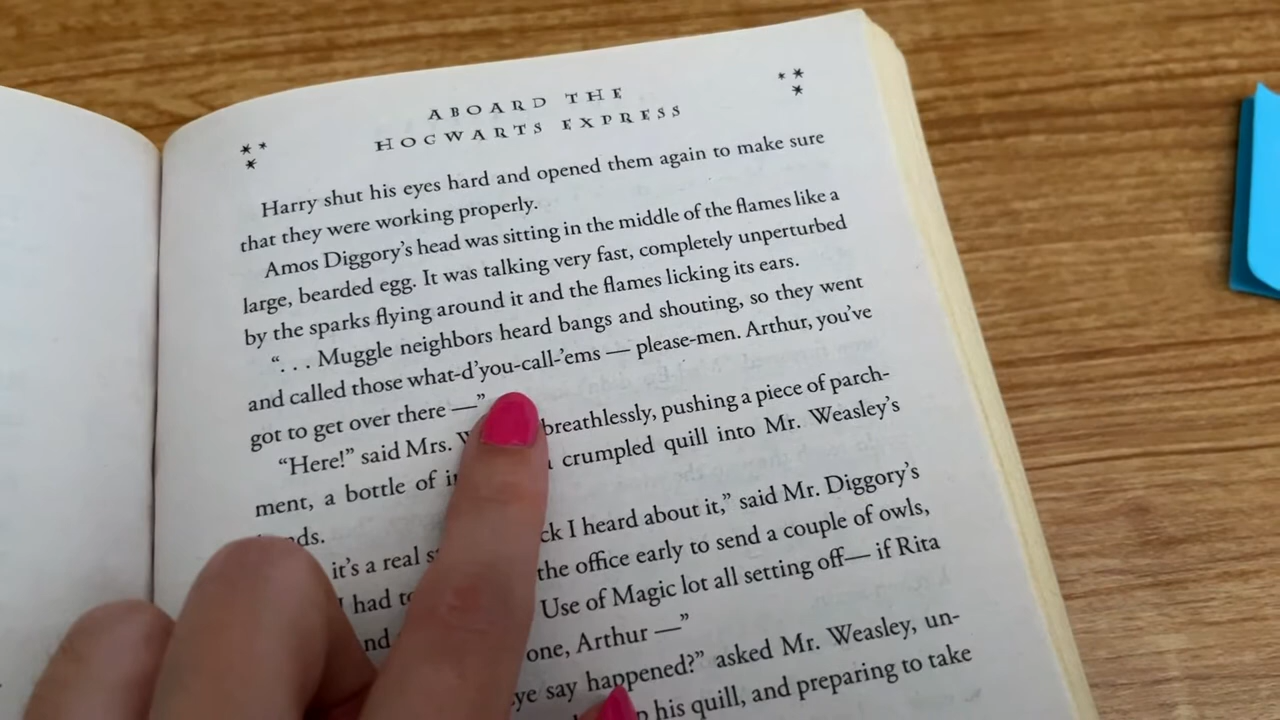 ABOARD THE
HOGWARTS EXPRESS
Harry shut his eyes hard and opened them again to make sure
that they were working properly.
Amos Diggory's head was sitting in the middle of the flames like a
large, bearded egg. It was talking very fast, completely unperturbed
by the sparks flying around it and the flames licking its ears.
". . . Muggle neighbors heard bangs and shouting, so they went
and called those what-d'you-call-'ems — please-men. Arthur, you've
got to get over there —"
"Here!" said Mrs. breathlessly, pushing a piece of parch-
ment, a bottle of crumpled quill into Mr. Weasley's
it's a real I heard about it," said Mr. Diggory's
I had the office early to send a couple of owls,
Use of Magic lot all setting off— if Rita
one, Arthur —"
say happened?" asked Mr. Weasley, un-
his quill, and preparing to take